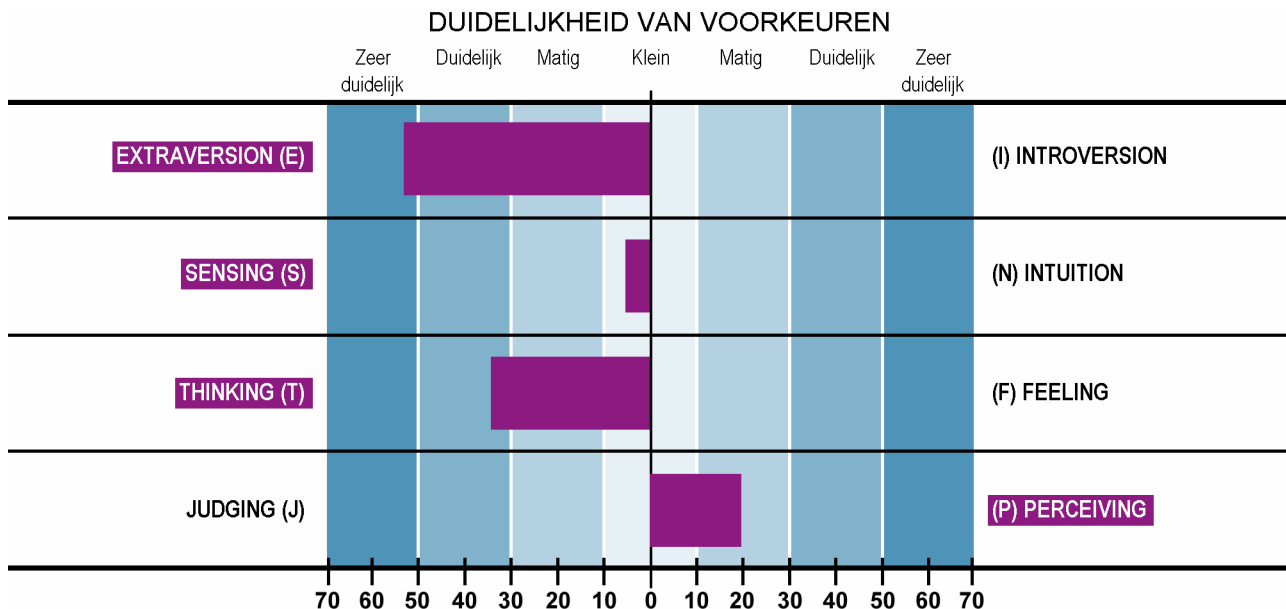 DUIDELIJKHEID VAN VOORKEUREN
Zeer duidelijk Duidelijk Matig Klein Matig Duidelijk Zeer duidelijk
EXTRAVERSION (E) (I) INTROVERSION
SENSING (S) (N) INTUITION
THINKING (T) (F) FEELING
JUDGING (J) (P) PERCEIVING
70 60 50 40 30 20 10 0 10 20 30 40 50 60 70